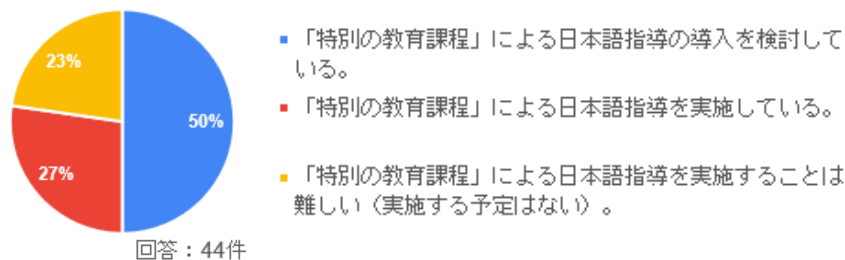 23%
50%
27%
「特別の教育課程」による日本語指導の導入を検討して
いる。
「特別の教育課程」による日本語指導を実施している。
「特別の教育課程」による日本語指導を実施することは
難しい（実施する予定はない）。
回答：44件